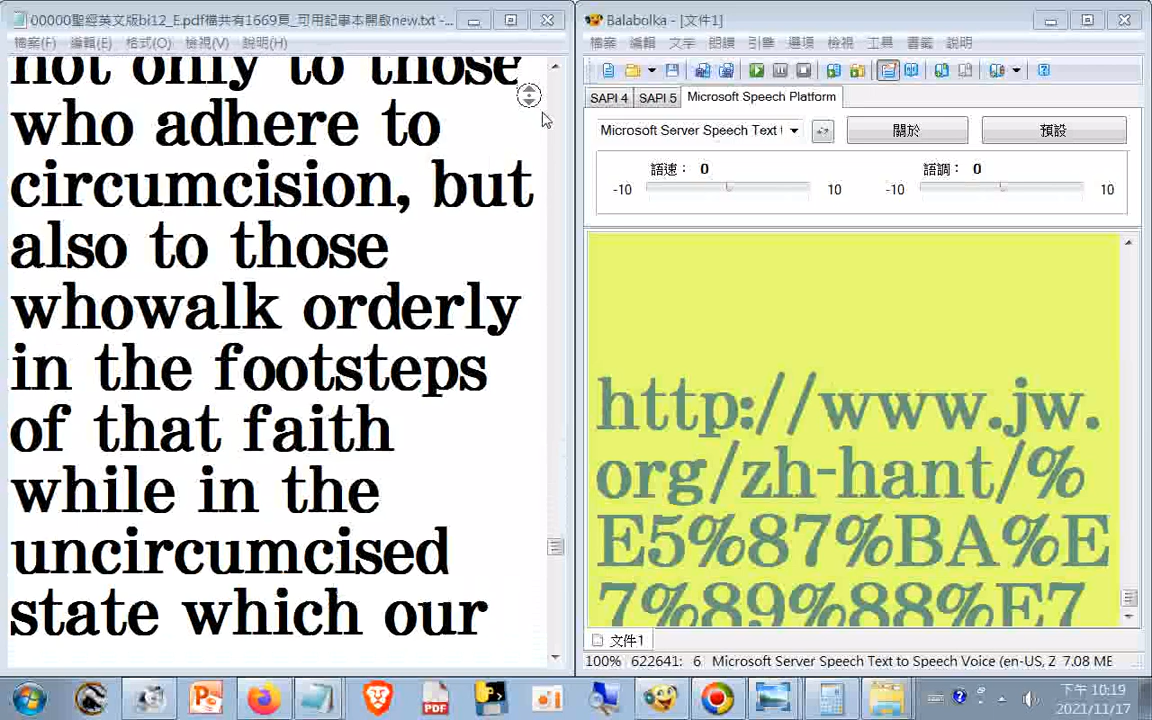 00000聖經英文版bi12_E.pdf檔共有1669頁_可用記事本開啟new.txt -...
檔案(F) 編輯(E) 格式(O) 檢視(V) 說明(H)
not only to those
who adhere to
circumcision, but
also to those
whowalk orderly
in the footsteps
of that faith
while in the
uncircumcised
state which our
Balabolka - [文件1]
檔案 編輯 文字 朗讀 引擎 選項 檢視 工具 書籤 說明
SAPI 4 SAPI 5 Microsoft Speech Platform
Microsoft Server Speech Text 關於 預設
語速： 0 語調： 0
-10 10 -10 10
http://www.jw.
org/zh-hant/%
E5%87%BA%E
7%89%88%E7
文件1
100% 622641: 6 Microsoft Server Speech Text to Speech Voice (en-US, Z 7.08 ME
PDF
下午 10:19
2021/11/17